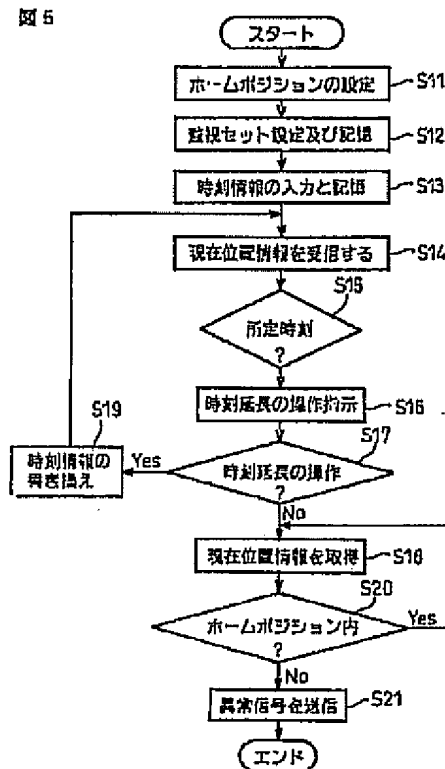 図5
スタート
ホームポジションの設定 S11
監視セット設定及び記憶 S12
時刻情報の入力と記憶 S13
現在位置情報を受信する S14
S15
所定時刻
?
時刻延長の操作指示 S16
S17
時刻延長の操作
?
Yes
S19
時刻情報の
書き換え
No
現在位置情報を取得 S18
S20
ホームポジション内
?
Yes
No
異常信号を送信 S21
エンド